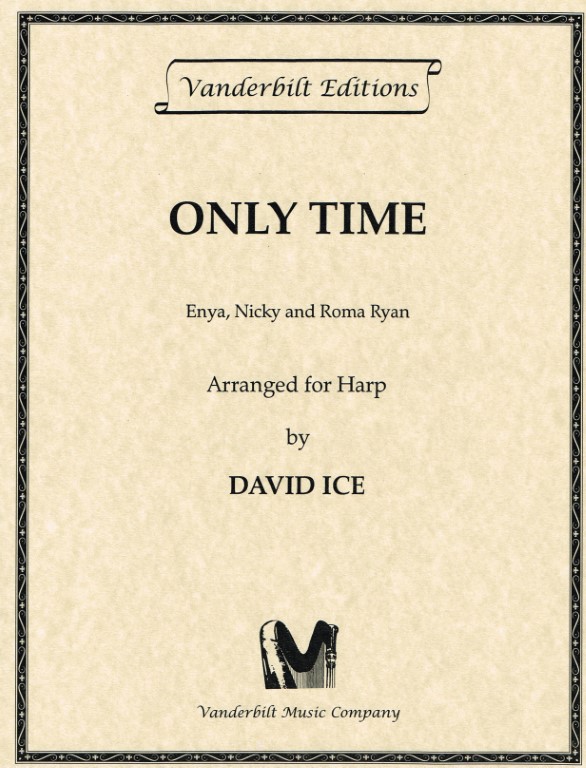 Vanderbilt Editions
ONLY TIME
Enya, Nicky and Roma Ryan
Arranged for Harp
by
DAVID ICE
Vanderbilt Music Company